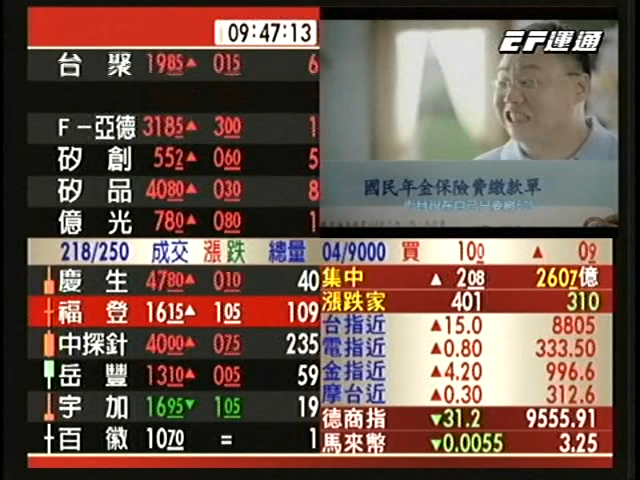 09:47:13
EF運通
台聚 1985▲ 015 6
F－亞德 3185▲ 300 1
矽創 552▲ 060 5
矽品 4080▲ 030 8
億光 780▲ 080 1
國民年金保險費繳款單
218/250 成交 漲跌 總量 04/9000 買 100 ▲ 09
慶生 4780▲ 010 40
福登 1615▲ 105 109
中探針 4000▲ 075 235
岳豐 1310▲ 005 59
宇加 1695▼ 105 19
百徽 1070 = 1
集中 ▲ 208 2607億
漲跌家 401 310
台指近 ▲15.0 8805
電指近 ▲0.80 333.50
金指近 ▲4.20 996.6
摩台近 ▲0.30 312.6
德商指 ▼31.2 9555.91
馬來幣 ▼0.0055 3.25